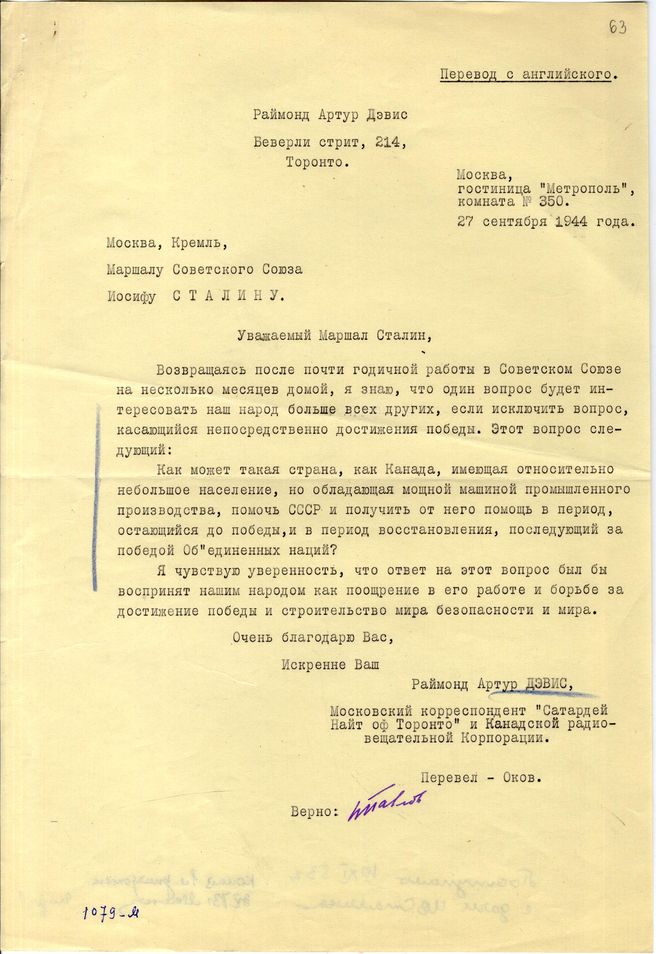 63
Перевод с английского.
Раймонд Артур Дэвис
Беверли стрит, 214,
Торонто.
Москва,
гостиница "Метрополь",
комната № 350.
27 сентября 1944 года.
Москва, Кремль,
Маршалу Советского Союза
Иосифу С Т А Л И Н У.
Уважаемый Маршал Сталин,
Возвращаясь после почти годичной работы в Советском Союзе
на несколько месяцев домой, я знаю, что один вопрос будет ин-
тересовать наш народ больше всех других, если исключить вопрос,
касающийся непосредственно достижения победы. Этот вопрос сле-
дующий:
Как может такая страна, как Канада, имеющая относительно
небольшое население, но обладающая мощной машиной промышленного
производства, помочь СССР и получить от него помощь в период,
остающийся до победы,и в период восстановления, последующий за
победой Об"единенных наций?
Я чувствую уверенность, что ответ на этот вопрос был бы
воспринят нашим народом как поощрение в его работе и борьбе за
достижение победы и строительство мира безопасности и мира.
Очень благодарю Вас,
Искренне Ваш
Раймонд Артур ДЭВИС,
Московский корреспондент "Сатардей
Найт оф Торонто" и Канадской радио-
вещательной Корпорации.
Перевел - Оков.
Верно:
1079-м